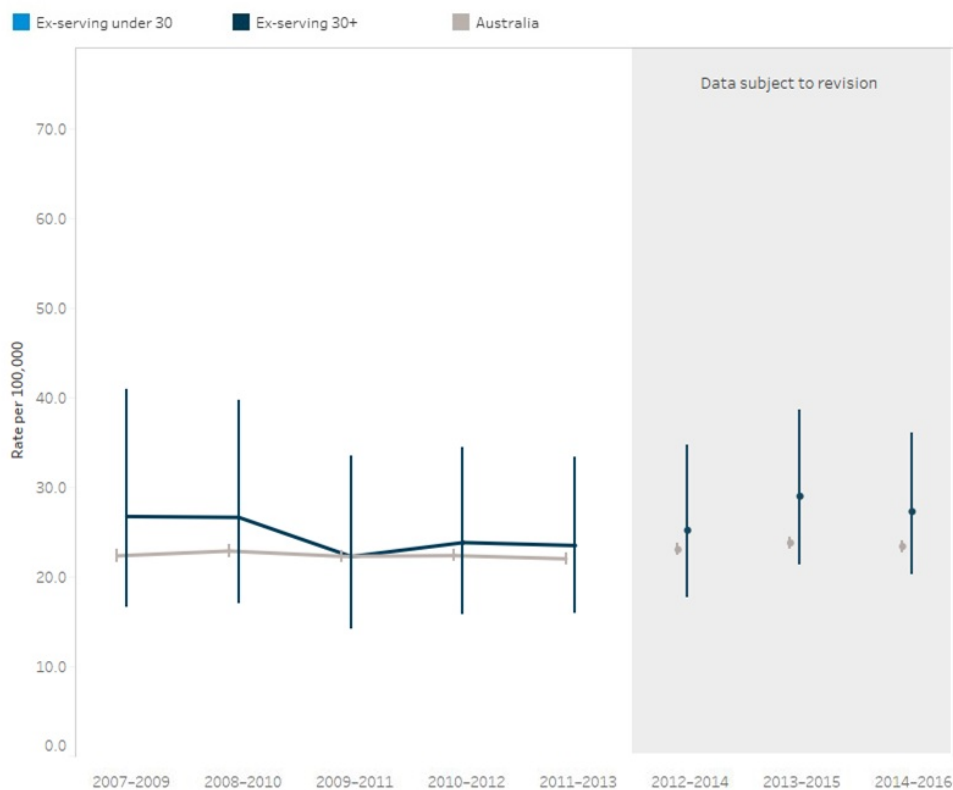 Ex-serving under 30 Ex-serving 30+ Australia
Data subject to revision
70.0
60.0
50.0
40.0
30.0
20.0
10.0
0.0
Rate per 100,000
2007–2009 2008–2010 2009–2011 2010–2012 2011–2013 2012–2014 2013–2015 2014–2016